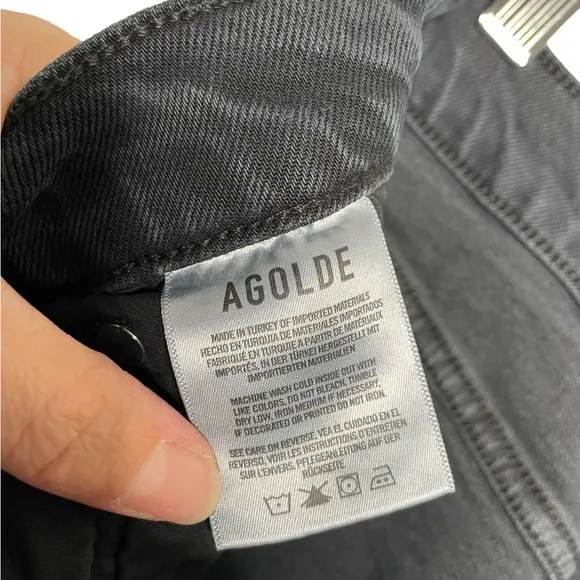 AGOLDE
MADE IN TURKEY OF IMPORTED MATERIALS
HECHO EN TURQUIA DE MATERIALES IMPORTADOS
FABRIQUÉ EN TURQUIE A PARTIR DE MATÉRIAUX
IMPORTÉS, IN DER TÜRKEI HERGESTELLT MIT
IMPORTIERTEN MATERIALIEN
MACHINE WASH COLD INSIDE OUT WITH
LIKE COLORS. DO NOT BLEACH. TUMBLE
DRY LOW. IRON MEDIUM IF NECESSARY.
IF DECORATED OR PRINTED DO NOT IRON.
SEE CARE ON REVERSE. VEA EL CUIDADO EN EL
REVERSO. VOIR LES INSTRUCTIONS D'ENTRETIEN
SUR L'ENVERS. PFLEGEANLEITUNG AUF DER
RÜCKSEITE